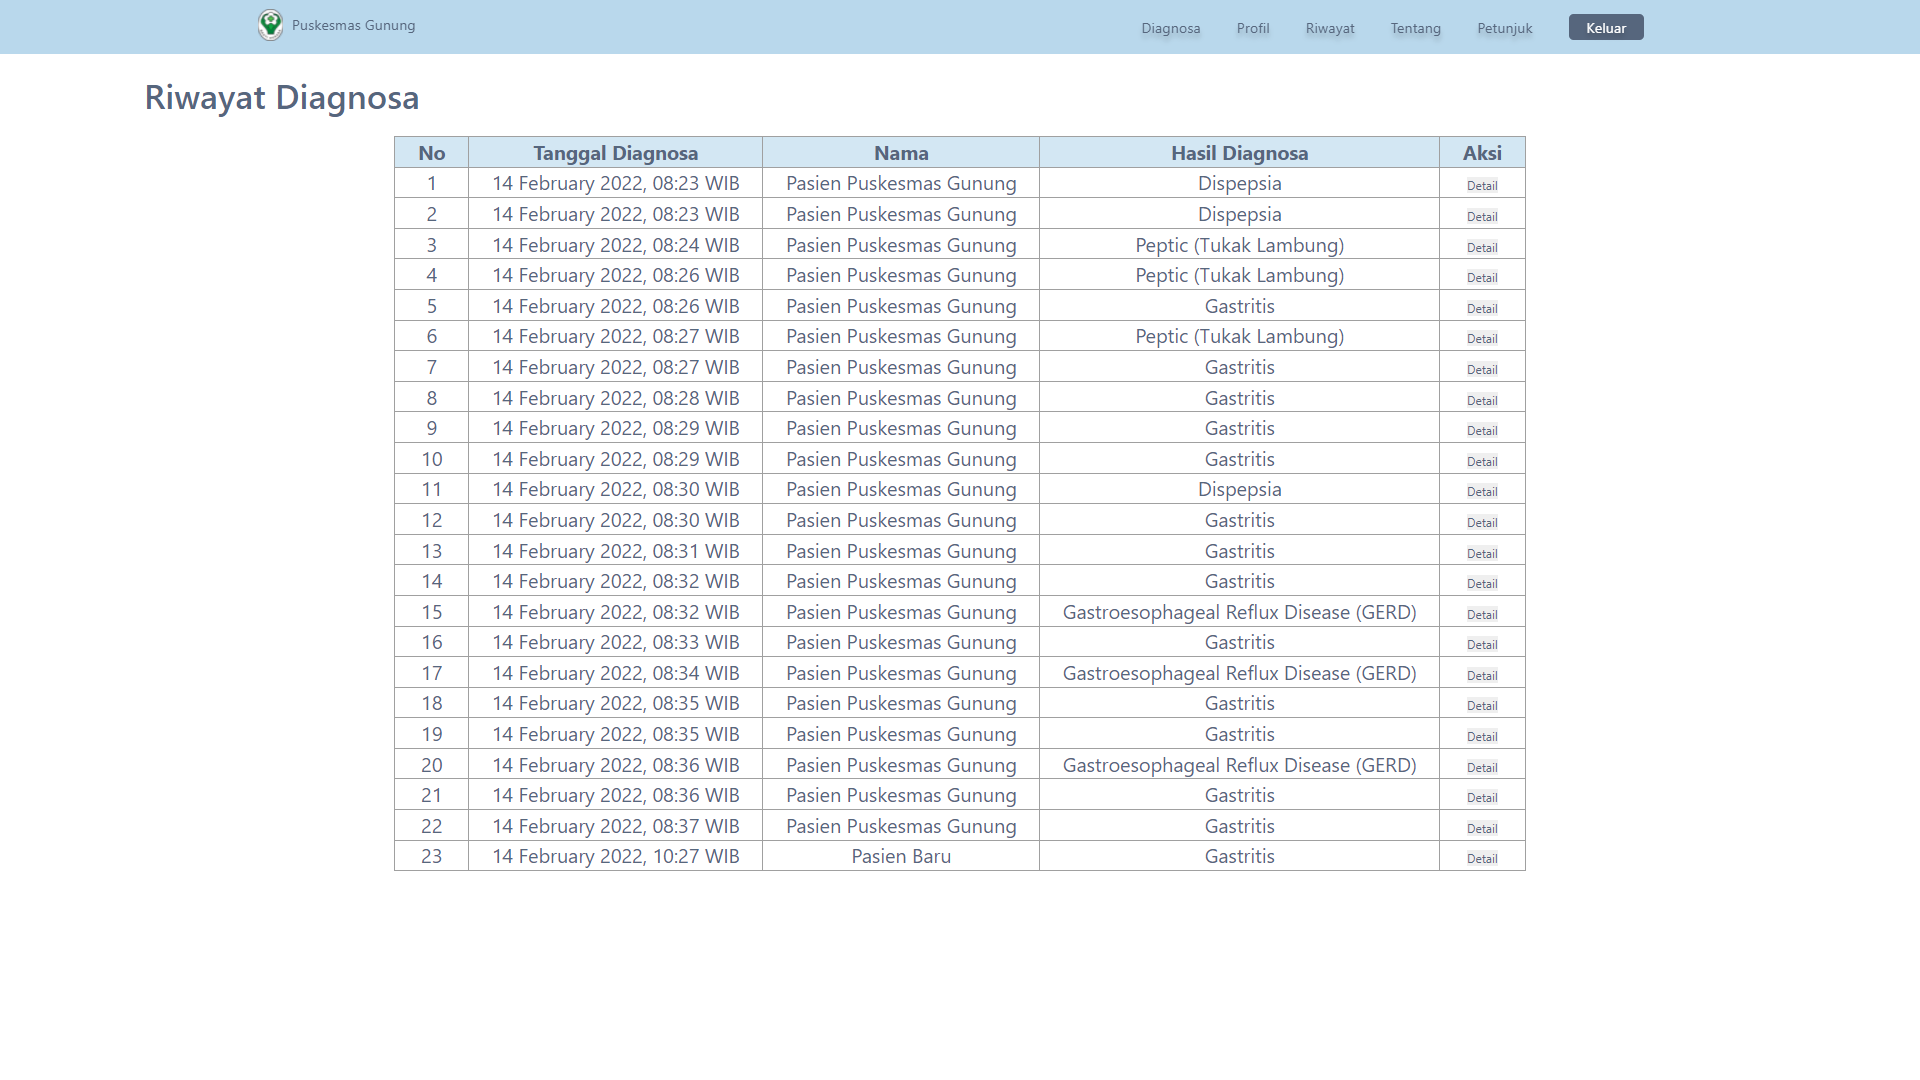 Puskesmas Gunung
Diagnosa Profil Riwayat Tentang Petunjuk Keluar
Riwayat Diagnosa
No Tanggal Diagnosa Nama Hasil Diagnosa Aksi
1 14 February 2022, 08:23 WIB Pasien Puskesmas Gunung Dispepsia Detail
2 14 February 2022, 08:23 WIB Pasien Puskesmas Gunung Dispepsia Detail
3 14 February 2022, 08:24 WIB Pasien Puskesmas Gunung Peptic (Tukak Lambung) Detail
4 14 February 2022, 08:26 WIB Pasien Puskesmas Gunung Peptic (Tukak Lambung) Detail
5 14 February 2022, 08:26 WIB Pasien Puskesmas Gunung Gastritis Detail
6 14 February 2022, 08:27 WIB Pasien Puskesmas Gunung Peptic (Tukak Lambung) Detail
7 14 February 2022, 08:27 WIB Pasien Puskesmas Gunung Gastritis Detail
8 14 February 2022, 08:28 WIB Pasien Puskesmas Gunung Gastritis Detail
9 14 February 2022, 08:29 WIB Pasien Puskesmas Gunung Gastritis Detail
10 14 February 2022, 08:29 WIB Pasien Puskesmas Gunung Gastritis Detail
11 14 February 2022, 08:30 WIB Pasien Puskesmas Gunung Dispepsia Detail
12 14 February 2022, 08:30 WIB Pasien Puskesmas Gunung Gastritis Detail
13 14 February 2022, 08:31 WIB Pasien Puskesmas Gunung Gastritis Detail
14 14 February 2022, 08:32 WIB Pasien Puskesmas Gunung Gastritis Detail
15 14 February 2022, 08:32 WIB Pasien Puskesmas Gunung Gastroesophageal Reflux Disease (GERD) Detail
16 14 February 2022, 08:33 WIB Pasien Puskesmas Gunung Gastritis Detail
17 14 February 2022, 08:34 WIB Pasien Puskesmas Gunung Gastroesophageal Reflux Disease (GERD) Detail
18 14 February 2022, 08:35 WIB Pasien Puskesmas Gunung Gastritis Detail
19 14 February 2022, 08:35 WIB Pasien Puskesmas Gunung Gastritis Detail
20 14 February 2022, 08:36 WIB Pasien Puskesmas Gunung Gastroesophageal Reflux Disease (GERD) Detail
21 14 February 2022, 08:36 WIB Pasien Puskesmas Gunung Gastritis Detail
22 14 February 2022, 08:37 WIB Pasien Puskesmas Gunung Gastritis Detail
23 14 February 2022, 10:27 WIB Pasien Baru Gastritis Detail